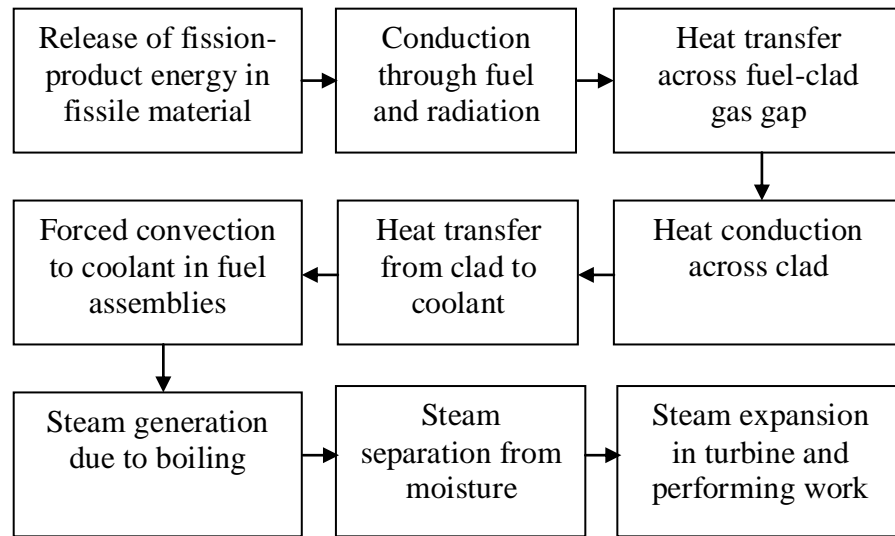 Release of fission-
product energy in
fissile material
Conduction
through fuel
and radiation
Heat transfer
across fuel-clad
gas gap
Heat conduction
across clad
Heat transfer
from clad to
coolant
Forced convection
to coolant in fuel
assemblies
Steam generation
due to boiling
Steam
separation from
moisture
Steam expansion
in turbine and
performing work